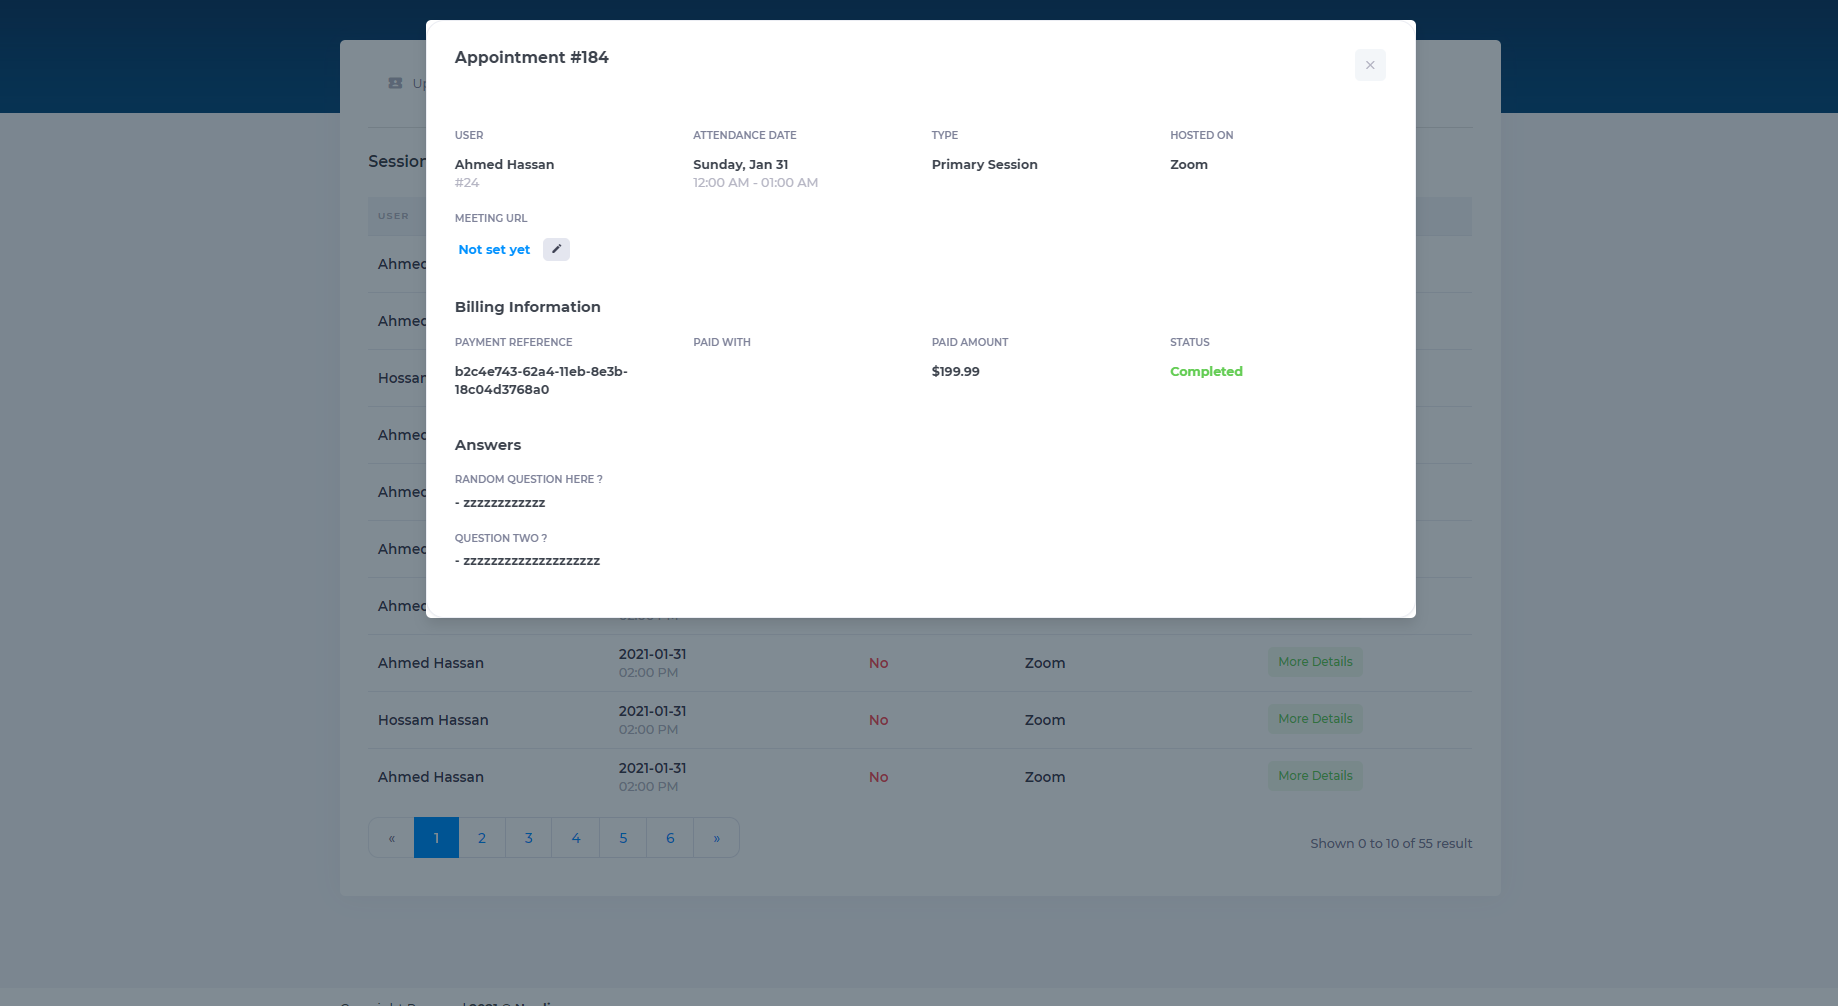 Appointment #184
×
USER
ATTENDANCE DATE
TYPE
HOSTED ON
Ahmed Hassan
Sunday, Jan 31
Primary Session
Zoom
#24
12:00 AM - 01:00 AM
MEETING URL
Not set yet
Billing Information
PAYMENT REFERENCE
PAID WITH
PAID AMOUNT
STATUS
b2c4e743-62a4-11eb-8e3b-
18c04d3768a0
$199.99
Completed
Answers
RANDOM QUESTION HERE ?
- zzzzzzzzzzzz
QUESTION TWO ?
- zzzzzzzzzzzzzzzzzzzz
USER
Ahmed
Ahmed
Hossan
Ahmed
Ahmed
Ahmed
Ahmed
Ahmed Hassan
2021-01-31
02:00 PM
No
Zoom
More Details
Hossam Hassan
2021-01-31
02:00 PM
No
Zoom
More Details
Ahmed Hassan
2021-01-31
02:00 PM
No
Zoom
More Details
« 1 2 3 4 5 6 »
Shown 0 to 10 of 55 result